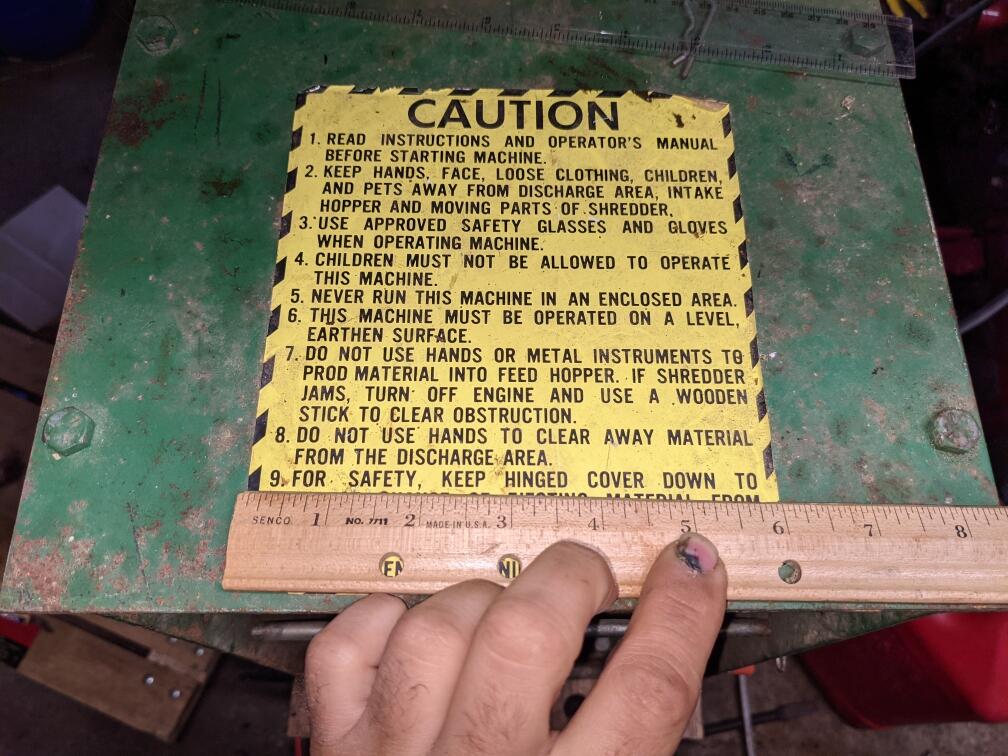 CAUTION
1. READ INSTRUCTIONS AND OPERATOR'S MANUAL
BEFORE STARTING MACHINE.
2. KEEP HANDS, FACE, LOOSE CLOTHING, CHILDREN,
AND PETS AWAY FROM DISCHARGE AREA, INTAKE
HOPPER AND MOVING PARTS OF SHREDDER.
3. USE APPROVED SAFETY GLASSES AND GLOVES
WHEN OPERATING MACHINE.
4. CHILDREN MUST NOT BE ALLOWED TO OPERATE
THIS MACHINE.
5. NEVER RUN THIS MACHINE IN AN ENCLOSED AREA.
6. THIS MACHINE MUST BE OPERATED ON A LEVEL,
EARTHEN SURFACE.
7. DO NOT USE HANDS OR METAL INSTRUMENTS TO
PROD MATERIAL INTO FEED HOPPER. IF SHREDDER
JAMS, TURN OFF ENGINE AND USE A WOODEN
STICK TO CLEAR OBSTRUCTION.
8. DO NOT USE HANDS TO CLEAR AWAY MATERIAL
FROM THE DISCHARGE AREA.
9. FOR SAFETY, KEEP HINGED COVER DOWN TO
OF EJECTING MATERIAL FROM
SENCO 1 NO. 7711 2 MADE IN U.S.A. 3 4 5 6 7 8